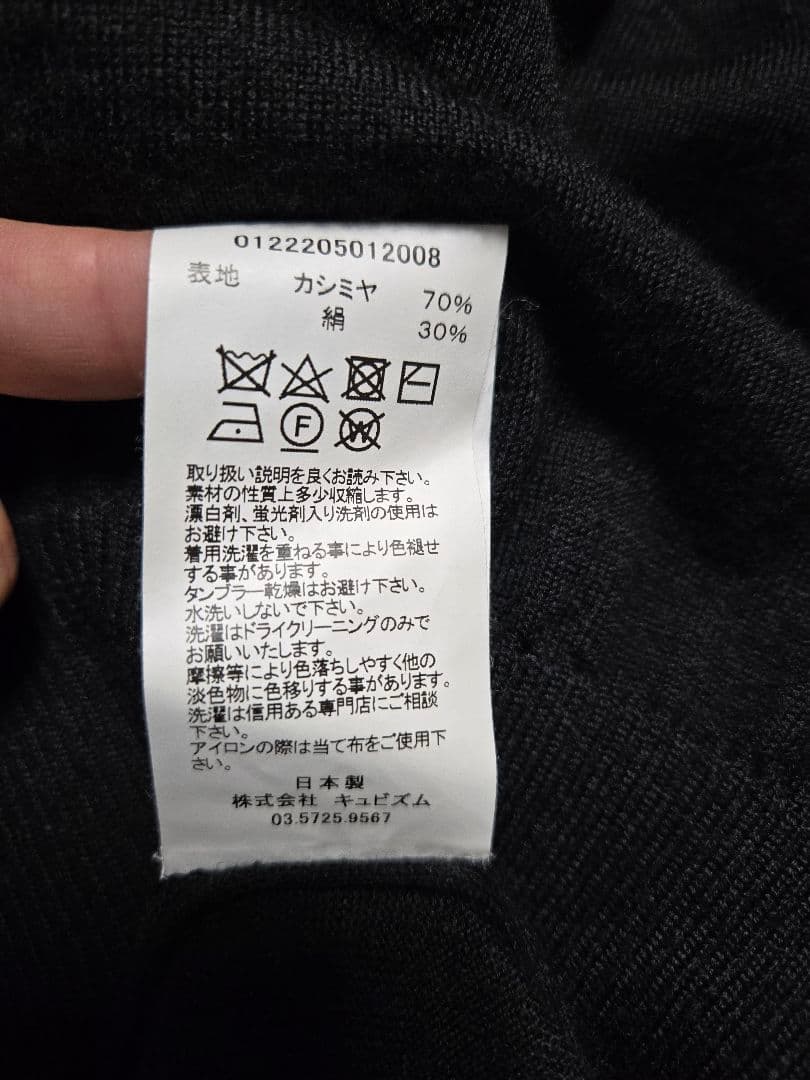 0122205012008
表地 カシミヤ 70%
絹 30%
F W
取り扱い説明を良くお読み下さい。
素材の性質上多少収縮します。
漂白剤、蛍光剤入り洗剤の使用は
お避け下さい。
着用洗濯を重ねる事により色褪せ
する事があります。
タンブラー乾燥はお避け下さい。
水洗いしないで下さい。
洗濯はドライクリーニングのみで
お願いいたします。
摩擦等により色落ちしやすく他の
淡色物に色移りする事があります。
洗濯は信用ある専門店にご相談
下さい。
アイロンの際は当て布をご使用下
さい。
日本製
株式会社 キュビズム
03.5725.9567